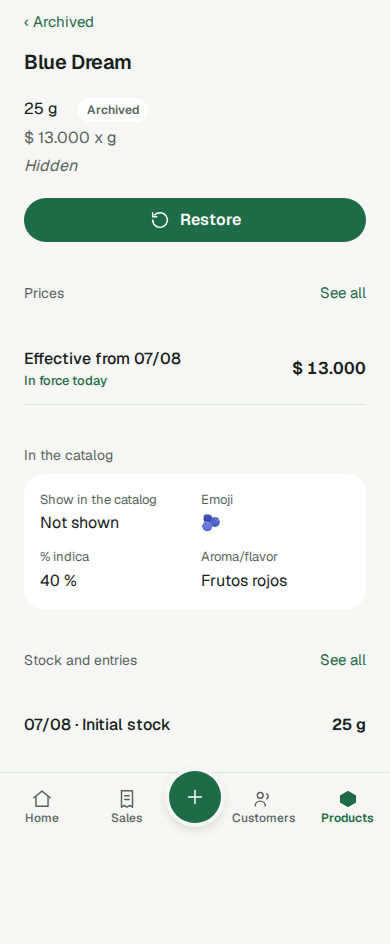 ‹ Archived
Blue Dream
25 g Archived
$ 13.000 x g
Hidden
Restore
Prices See all
Effective from 07/08 $ 13.000
In force today
In the catalog
Show in the catalog Emoji
Not shown 🫐
% indica Aroma/flavor
40 % Frutos rojos
Stock and entries See all
07/08 · Initial stock 25 g
Home Sales Customers Products